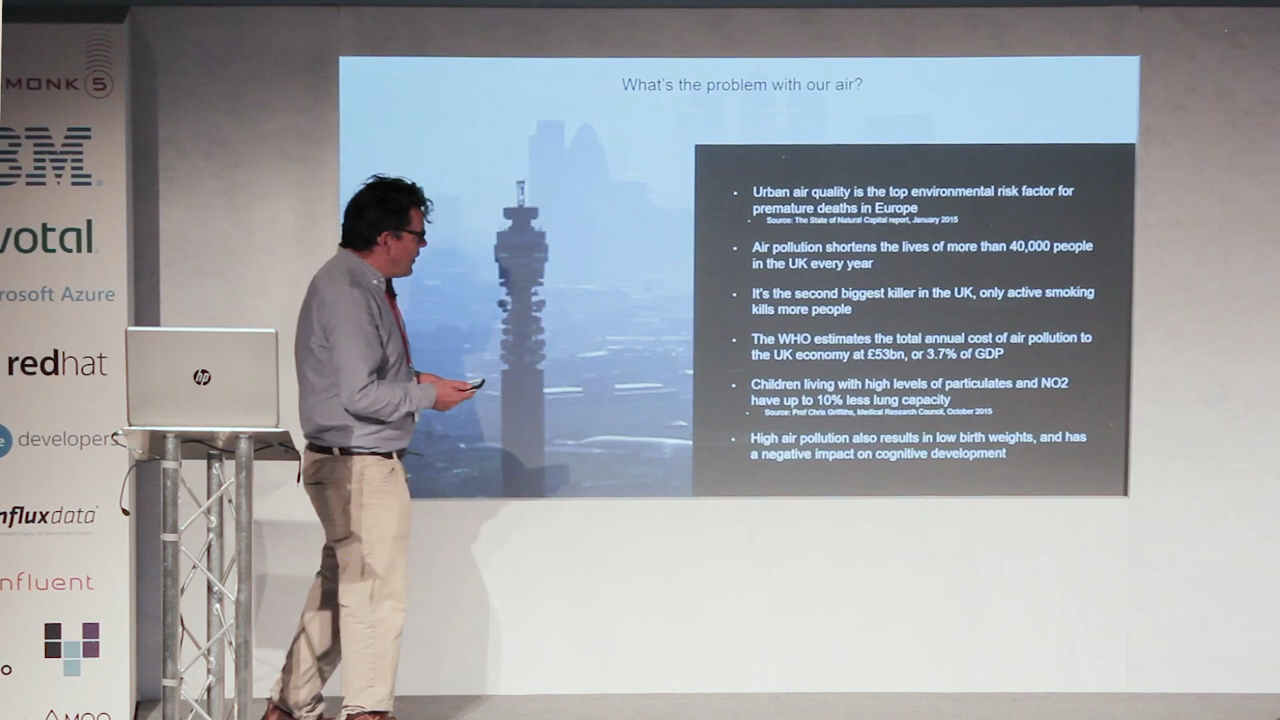 MONK 5
BM
votal
rosoft Azure
redhat
e developers
nfluxdata
nfluent
o
AMOO
hp
What's the problem with our air?
• Urban air quality is the top environmental risk factor for
premature deaths in Europe
• Source: The State of Natural Capital report, January 2015
• Air pollution shortens the lives of more than 40,000 people
in the UK every year
• It's the second biggest killer in the UK, only active smoking
kills more people
• The WHO estimates the total annual cost of air pollution to
the UK economy at £53bn, or 3.7% of GDP
• Children living with high levels of particulates and NO2
have up to 10% less lung capacity
• Source: Prof Chris Griffiths, Medical Research Council, October 2015
• High air pollution also results in low birth weights, and has
a negative impact on cognitive development